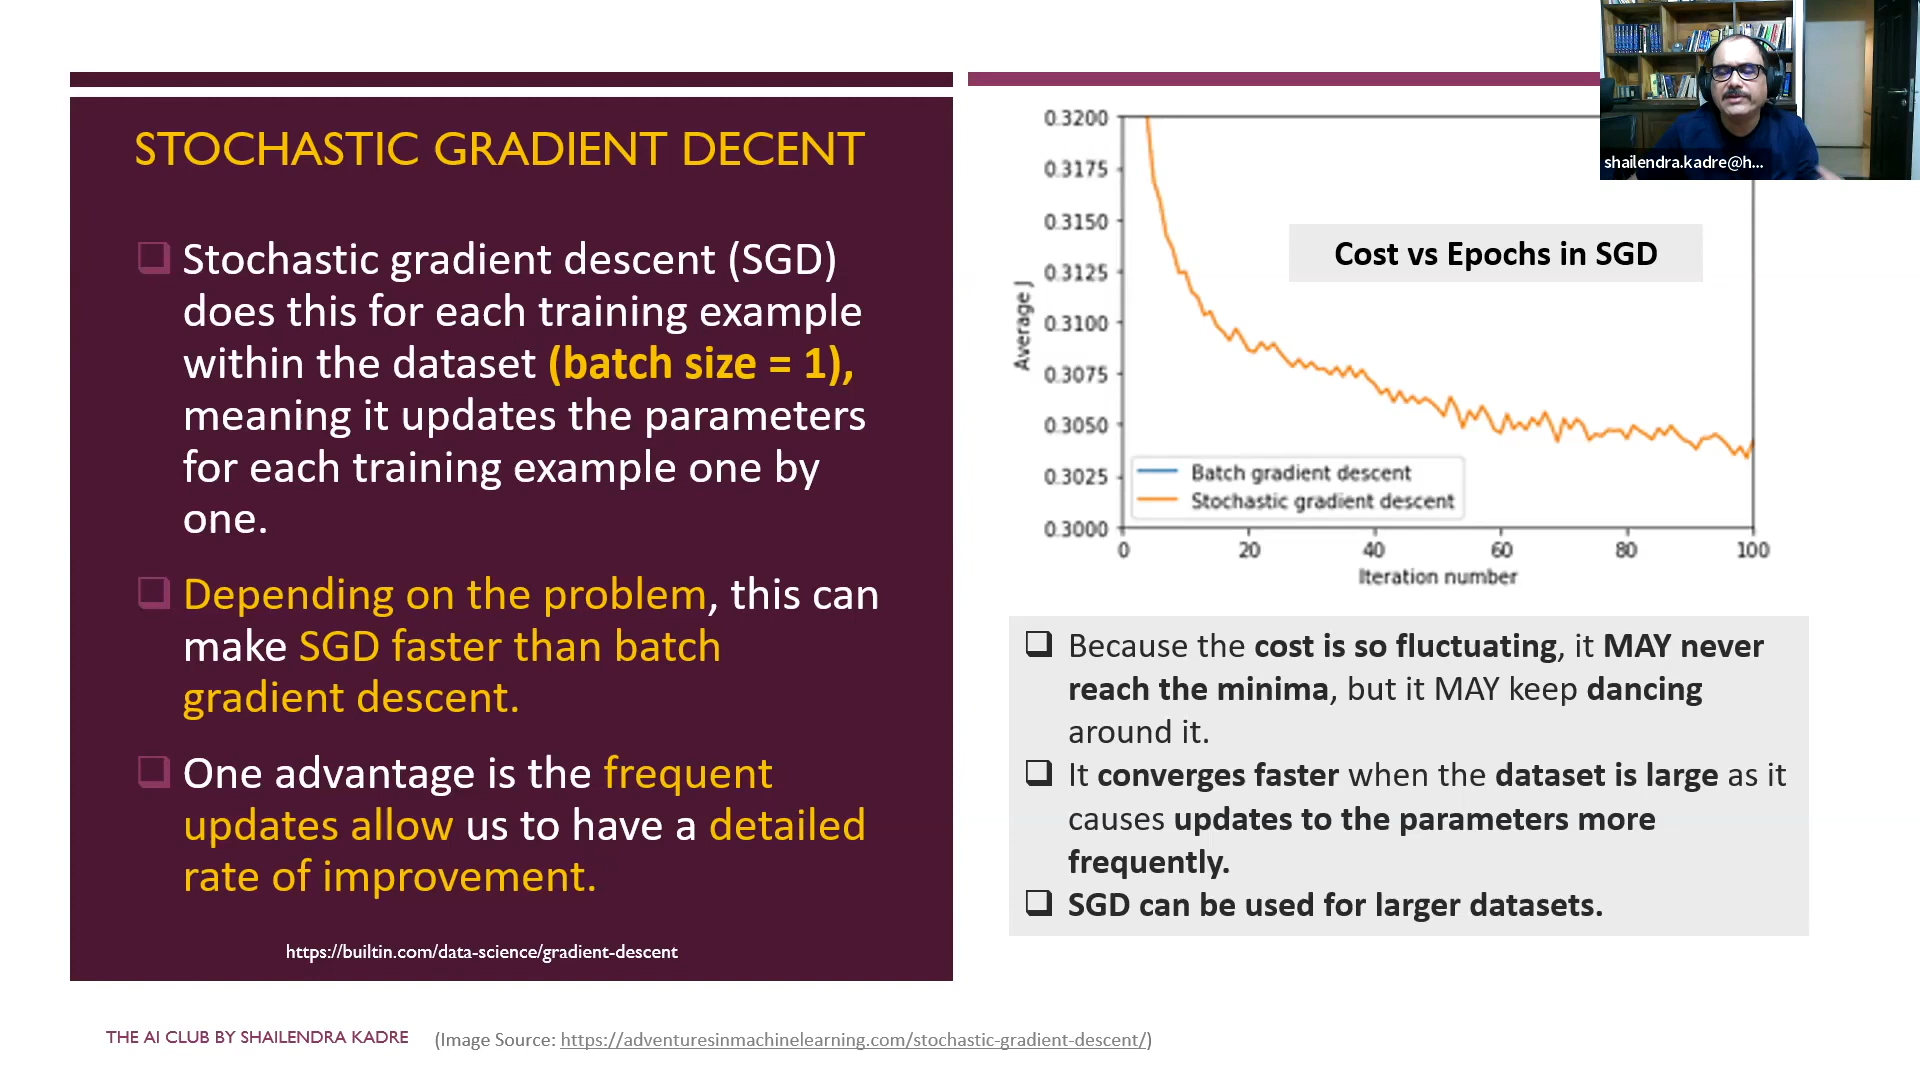 STOCHASTIC GRADIENT DECENT
Stochastic gradient descent (SGD)
does this for each training example
within the dataset (batch size = 1),
meaning it updates the parameters
for each training example one by
one.
Depending on the problem, this can
make SGD faster than batch
gradient descent.
One advantage is the frequent
updates allow us to have a detailed
rate of improvement.
https://builtin.com/data-science/gradient-descent
shailendra.kadre@h...
Cost vs Epochs in SGD
0.3200
0.3175
0.3150
0.3125
0.3100
0.3075
0.3050
0.3025
0.3000
Average J
Batch gradient descent
Stochastic gradient descent
0 20 40 60 80 100
Iteration number
Because the cost is so fluctuating, it MAY never
reach the minima, but it MAY keep dancing
around it.
It converges faster when the dataset is large as it
causes updates to the parameters more
frequently.
SGD can be used for larger datasets.
THE AI CLUB BY SHAILENDRA KADRE
(Image Source: https://adventuresinmachinelearning.com/stochastic-gradient-descent/)